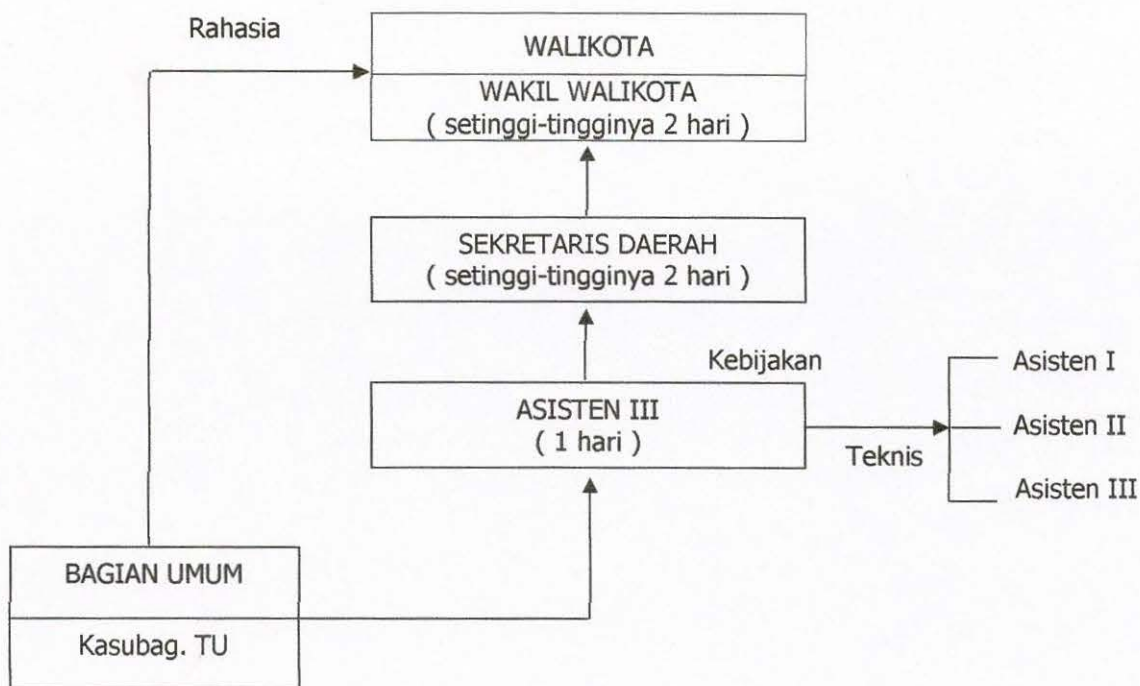 Rahasia
WALIKOTA
WAKIL WALIKOTA
( setinggi-tingginya 2 hari )
SEKRETARIS DAERAH
( setinggi-tingginya 2 hari )
Kebijakan
ASISTEN III
( 1 hari )
Teknis
Asisten I
Asisten II
Asisten III
BAGIAN UMUM
Kasubag. TU